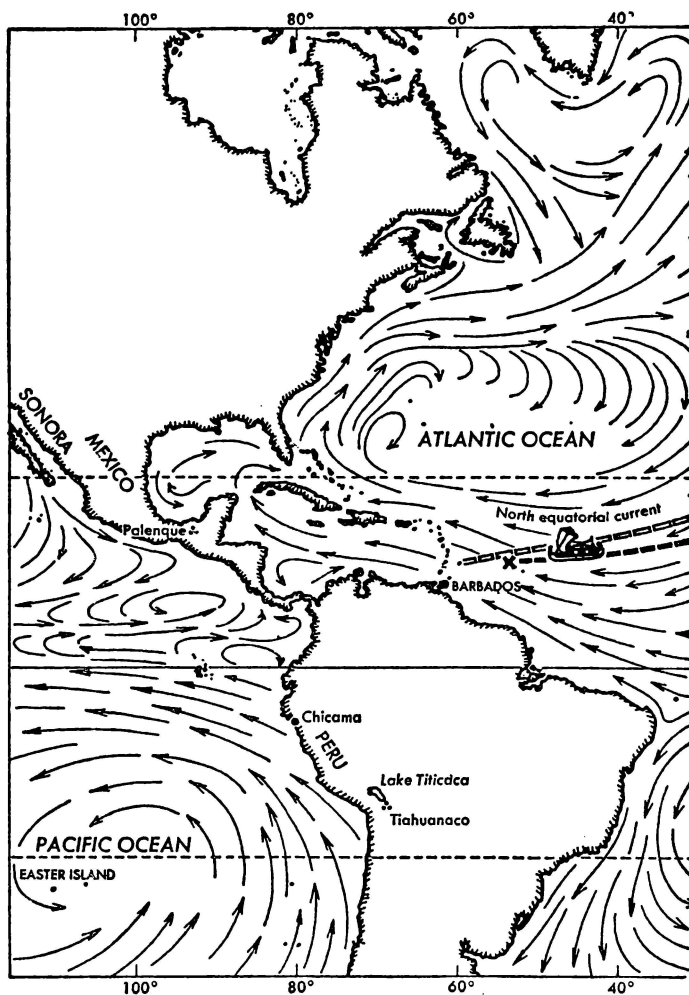 100° 80° 60° 40°
SONORA
MEXICO
ATLANTIC OCEAN
North equatorial current
Palenque
BARBADOS
Chicama
PERU
Lake Titicaca
Tiahuanaco
PACIFIC OCEAN
EASTER ISLAND
100° 80° 60° 40°